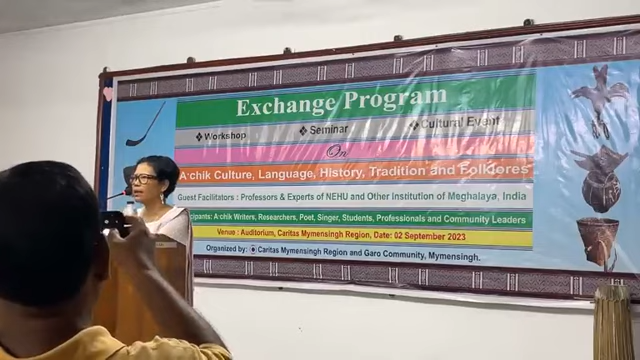 Exchange Program
❖ Workshop ❖ Seminar ❖ Cultural Event
On
A·chik Culture, Language, History, Tradition and Folklores
Guest Facilitators : Professors & Experts of NEHU and Other Institution of Meghalaya, India
cipants: A·chik Writers, Researchers, Poet, Singer, Students, Professionals and Community Leaders
Venue : Auditorium, Caritas Mymensingh Region, Date: 02 September 2023
Organized by: Caritas Mymensingh Region and Garo Community, Mymensingh.